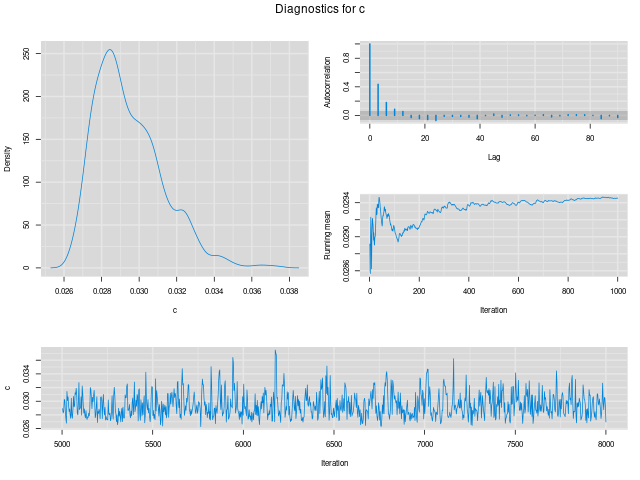 Diagnostics for c
Density
0 50 100 150 200 250
0.026 0.028 0.030 0.032 0.034 0.036 0.038
c
Autocorrelation
0.0 0.4 0.8
0 20 40 60 80
Lag
Running mean
0.0286 0.0290 0.0294
0 200 400 600 800 1000
Iteration
c
0.026 0.030 0.034
5000 5500 6000 6500 7000 7500 8000
Iteration